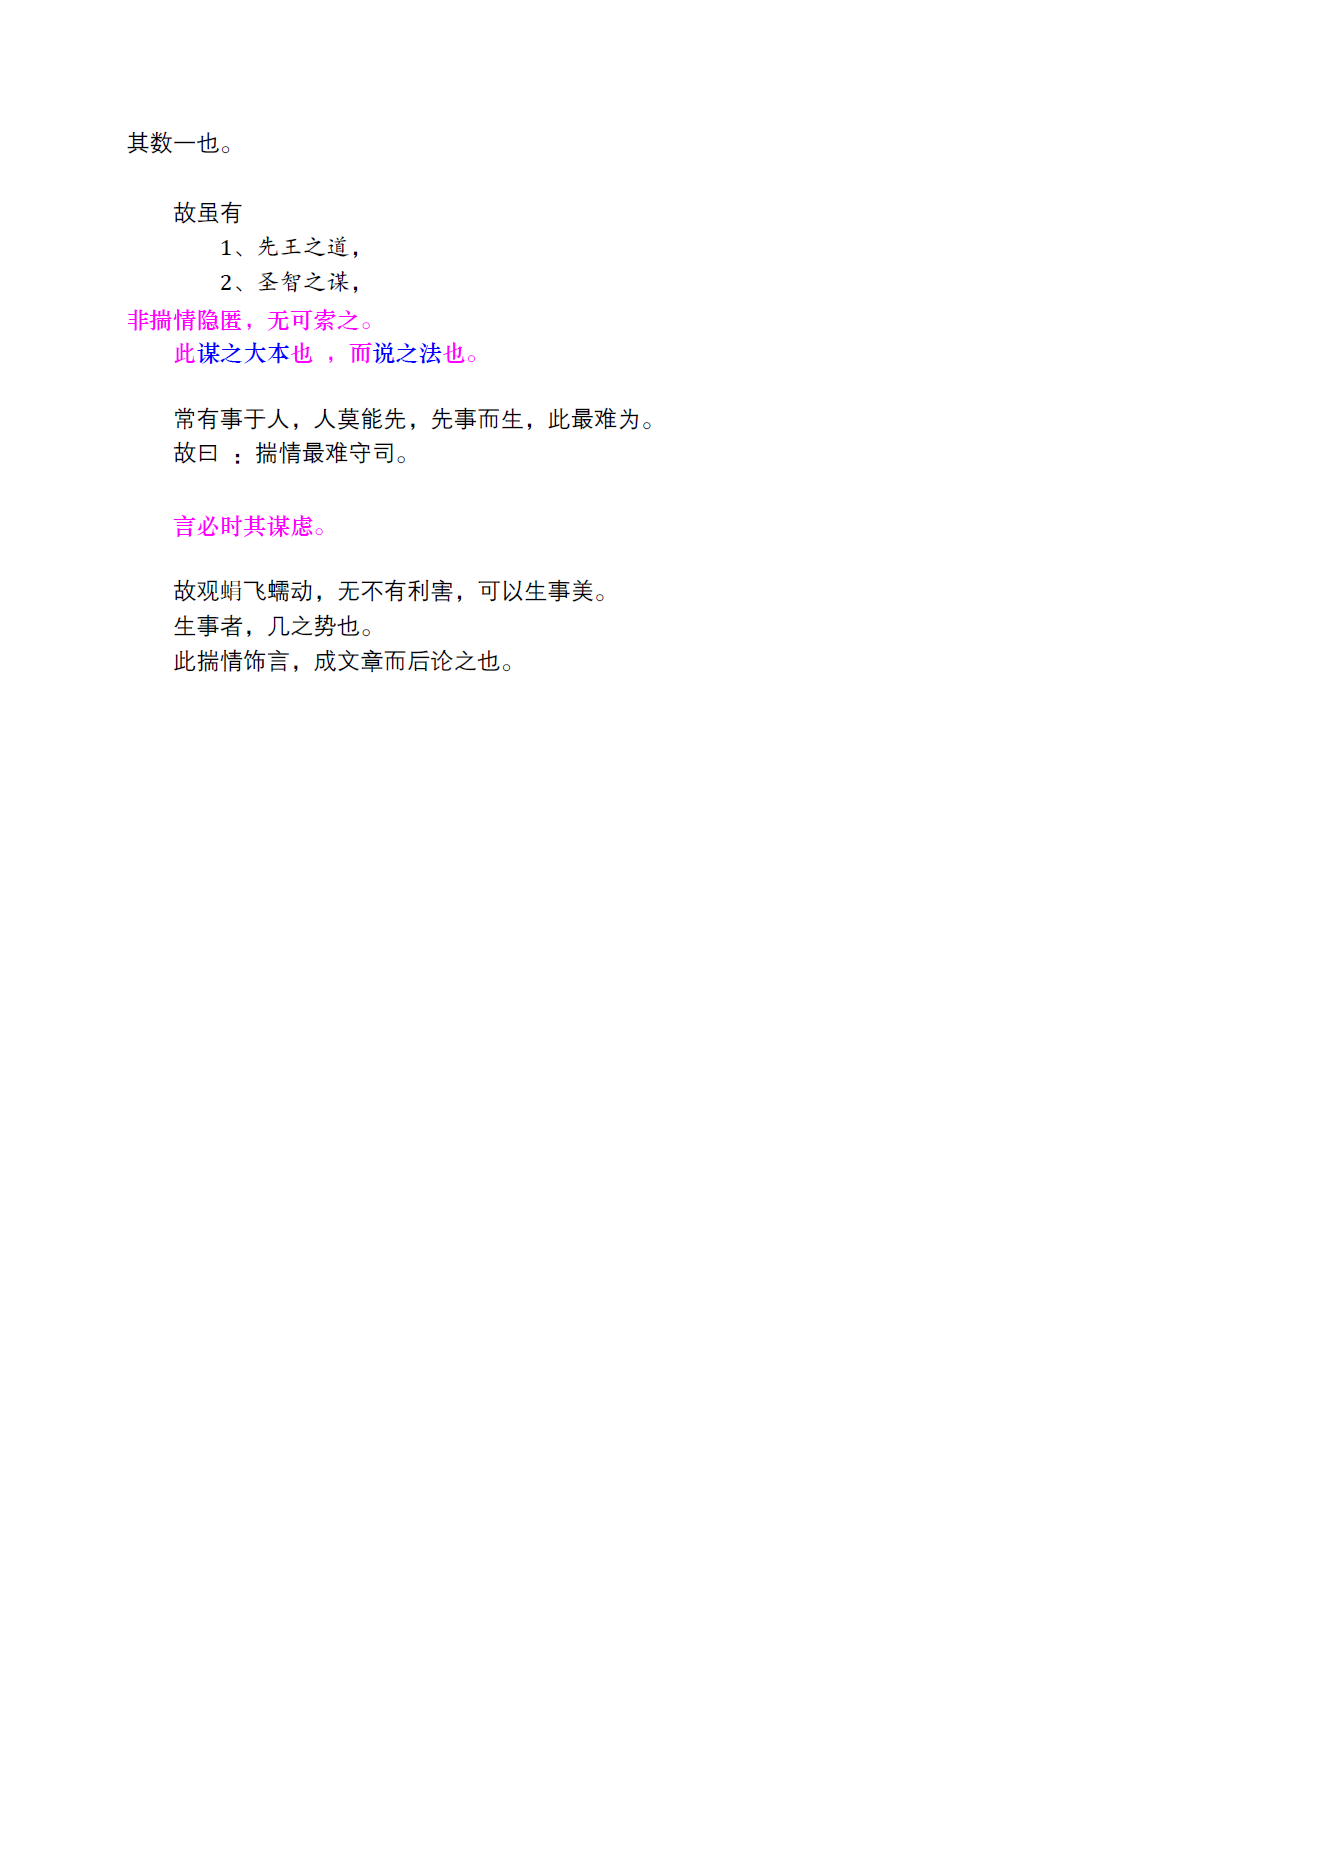 其数一也。
故虽有
1、先王之道，
2、圣智之谋，
非揣情隐匿，无可索之。
此谋之大本也 ，而说之法也。
常有事于人，人莫能先，先事而生，此最难为。
故曰 ：揣情最难守司。
言必时其谋虑。
故观蜎飞蠕动，无不有利害，可以生事美。
生事者，几之势也。
此揣情饰言，成文章而后论之也。